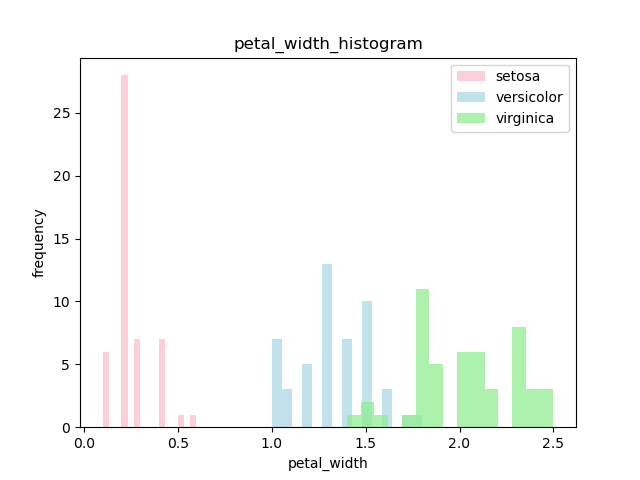 petal_width_histogram
setosa
versicolor
virginica
frequency
25
20
15
10
5
0
0.0 0.5 1.0 1.5 2.0 2.5
petal_width